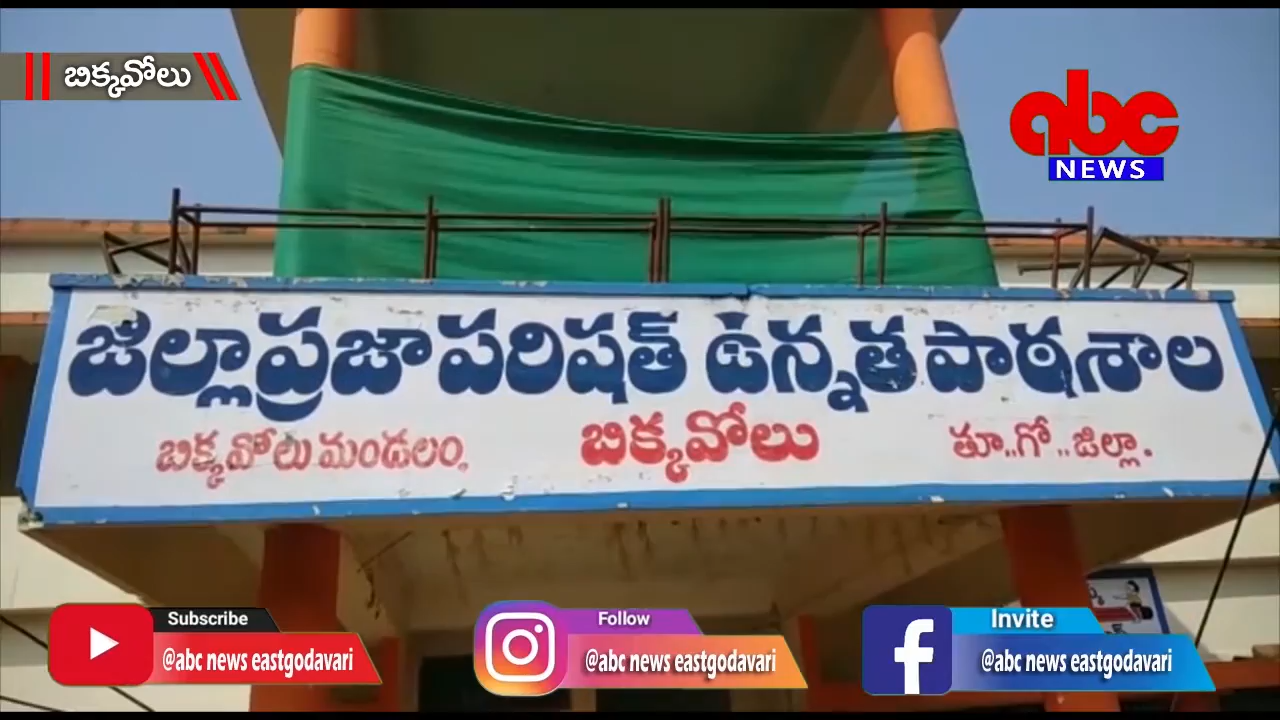 బిక్కవోలు
abc
NEWS
జిల్లాప్రజాపరిషత్ ఉన్నత పాఠశాల
బిక్కవోలు మండలం. బిక్కవోలు తూ..గో.. జిల్లా.
Subscribe
@abc news eastgodavari
Follow
@abc news eastgodavari
Invite
@abc news eastgodavari